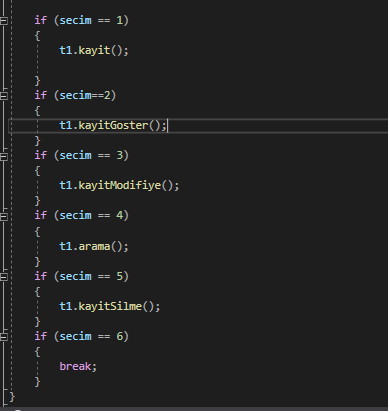 if (secim == 1)
{
t1.kayit();
}
if (secim==2)
{
t1.kayitGoster();
}
if (secim == 3)
{
t1.kayitModifiye();
}
if (secim == 4)
{
t1.arama();
}
if (secim == 5)
{
t1.kayitSilme();
}
if (secim == 6)
{
break;
}
}